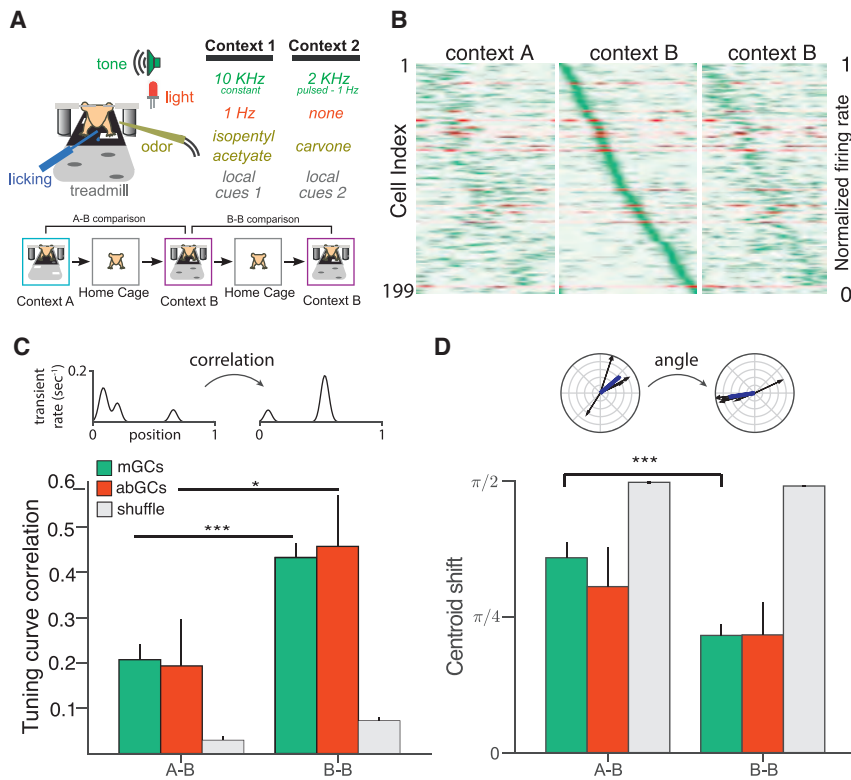 A
Context 1
Context 2
tone
10 KHz
constant
2 KHz
pulsed - 1 Hz
light
1 Hz
none
odor
isopentyl
acetyate
carvone
licking
treadmill
local
cues 1
local
cues 2
A-B comparison
B-B comparison
Context A
Home Cage
Context B
Home Cage
Context B
B
context A
context B
context B
1
199
Cell Index
1
0
Normalized firing rate
C
correlation
0.2
transient
rate (sec⁻¹)
0
position
1
0
1
mGCs
abGCs
shuffle
*
***
0.6
0.5
0.4
0.3
0.2
0.1
Tuning curve correlation
A-B
B-B
D
angle
***
π/2
π/4
0
Centroid shift
A-B
B-B